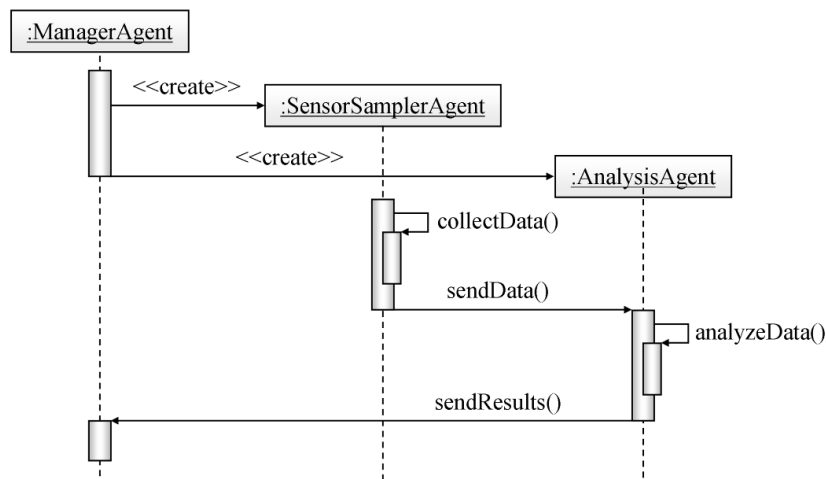 :ManagerAgent
<<create>>
:SensorSamplerAgent
<<create>>
:AnalysisAgent
collectData()
sendData()
analyzeData()
sendResults()